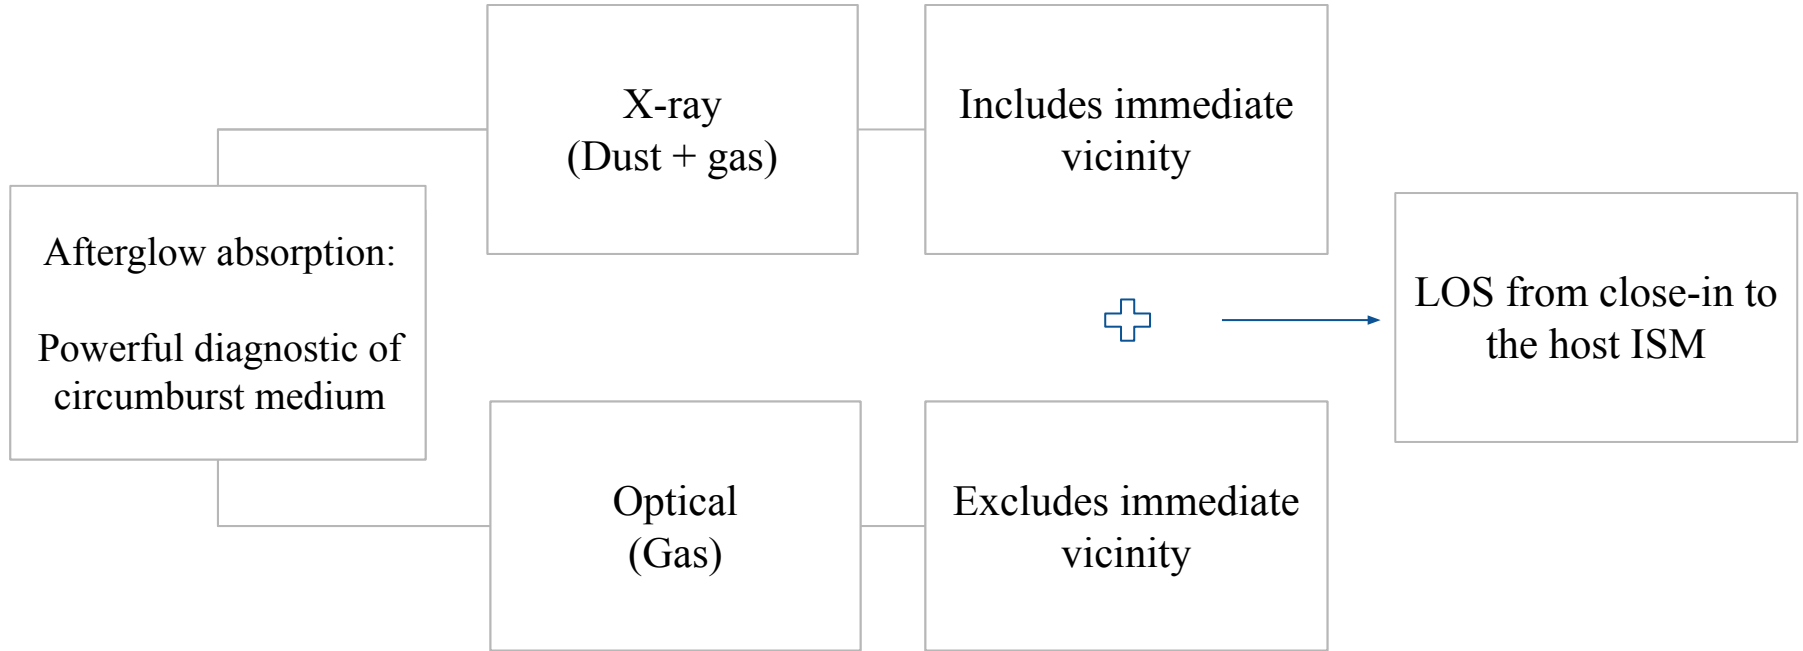 Afterglow absorption:
Powerful diagnostic of
circumburst medium
X-ray
(Dust + gas)
Includes immediate
vicinity
Optical
(Gas)
Excludes immediate
vicinity
LOS from close-in to
the host ISM